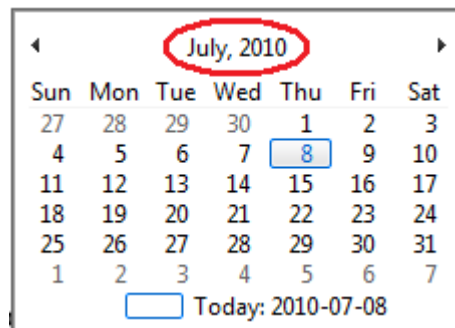 July, 2010
Sun Mon Tue Wed Thu Fri Sat
27 28 29 30 1 2 3
4 5 6 7 8 9 10
11 12 13 14 15 16 17
18 19 20 21 22 23 24
25 26 27 28 29 30 31
1 2 3 4 5 6 7
Today: 2010-07-08